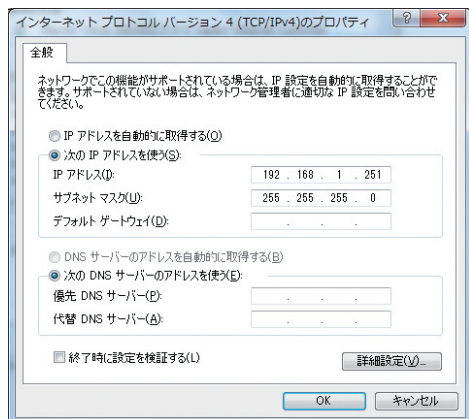 インターネット プロトコル バージョン 4 (TCP/IPv4)のプロパティ
全般
ネットワークでこの機能がサポートされている場合は、IP 設定を自動的に取得することがで
きます。サポートされていない場合は、ネットワーク管理者に適切な IP 設定を問い合わせ
てください。
IP アドレスを自動的に取得する(O)
次の IP アドレスを使う(S):
IP アドレス(I): 192 . 168 . 1 . 251
サブネット マスク(U): 255 . 255 . 255 . 0
デフォルト ゲートウェイ(D): . . .
DNS サーバーのアドレスを自動的に取得する(B)
次の DNS サーバーのアドレスを使う(E):
優先 DNS サーバー(P): . . .
代替 DNS サーバー(A): . . .
終了時に設定を検証する(L)
詳細設定(V)...
OK キャンセル